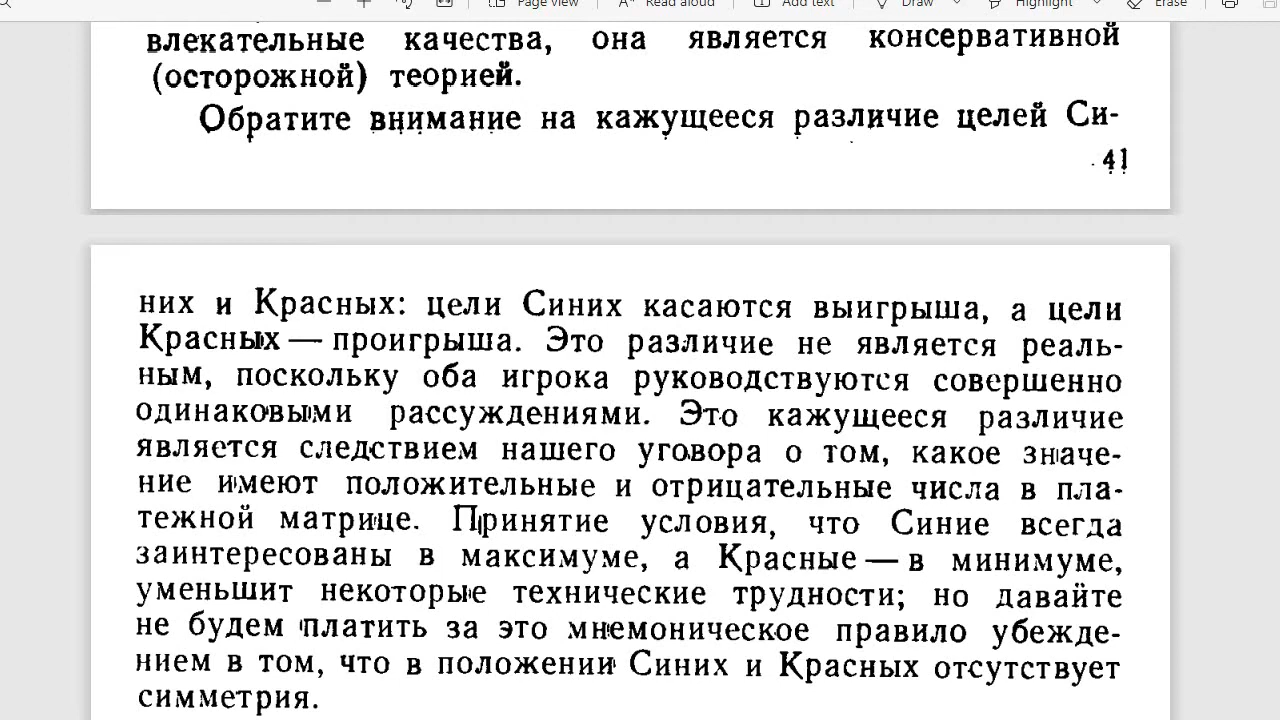 Page view
Read aloud
Add text
Draw
Highlight
Erase
влекательные качества, она является консервативной
(осторожной) теорией.
Обратите внимание на кажущееся различие целей Си-
41
них и Красных: цели Синих касаются выигрыша, а цели
Красных — проигрыша. Это различие не является реаль-
ным, поскольку оба игрока руководствуются совершенно
одинаковыми рассуждениями. Это кажущееся различие
является следствием нашего уговора о том, какое значе-
ние имеют положительные и отрицательные числа в пла-
тежной матрице. Принятие условия, что Синие всегда
заинтересованы в максимуме, а Красные — в минимуме,
уменьшит некоторые технические трудности; но давайте
не будем платить за это мнемоническое правило убежде-
нием в том, что в положении Синих и Красных отсутствует
симметрия.